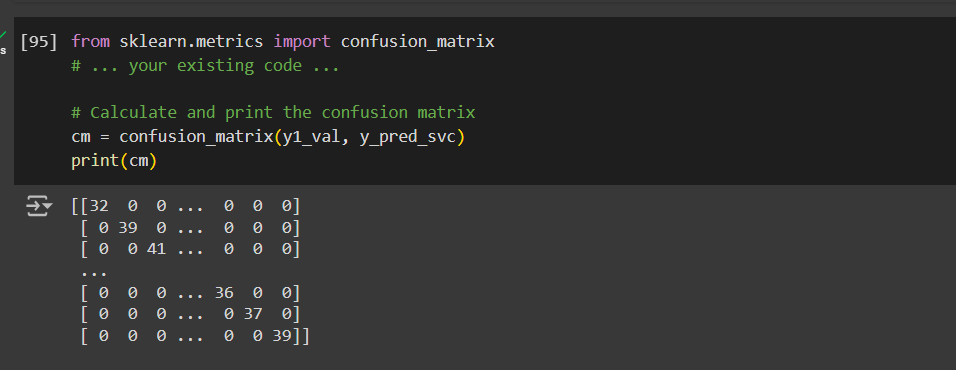 [95] from sklearn.metrics import confusion_matrix
s
# ... your existing code ...
# Calculate and print the confusion matrix
cm = confusion_matrix(y1_val, y_pred_svc)
print(cm)
[[32  0  0 ...  0  0  0]
 [ 0 39  0 ...  0  0  0]
 [ 0  0 41 ...  0  0  0]
 ...
 [ 0  0  0 ... 36  0  0]
 [ 0  0  0 ...  0 37  0]
 [ 0  0  0 ...  0  0 39]]